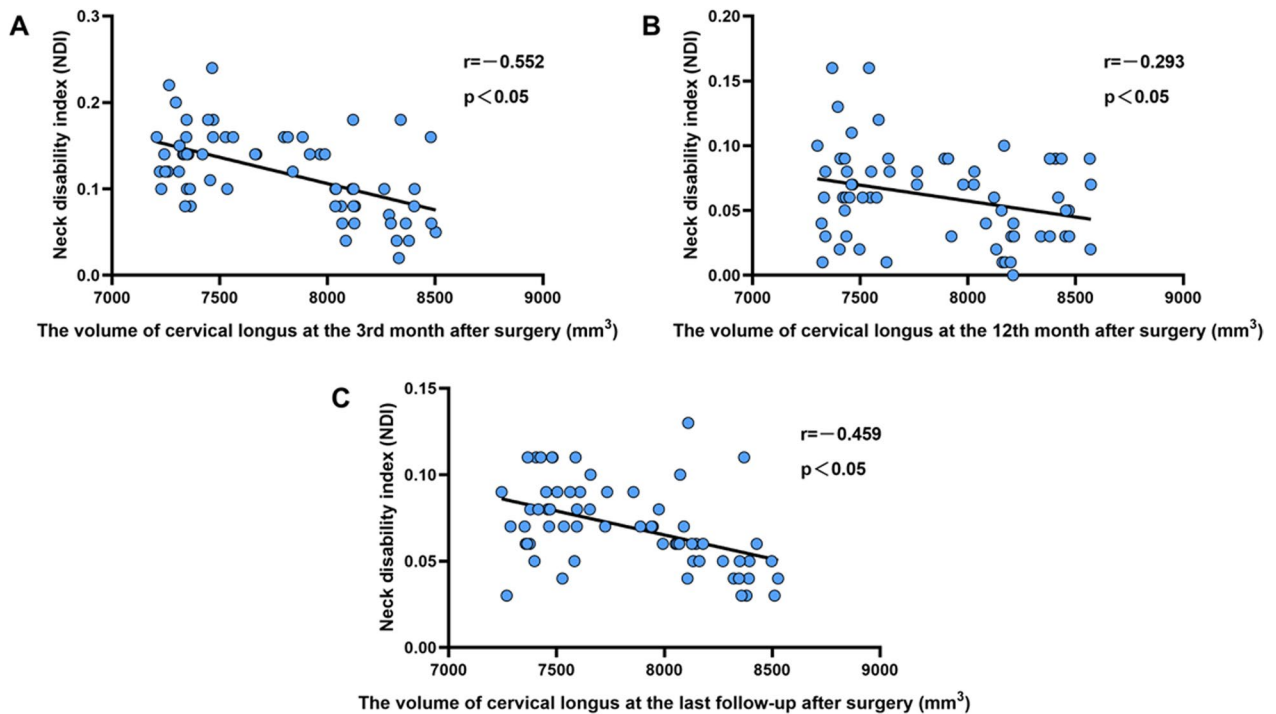 A
Neck disability index (NDI)
0.3
0.2
0.1
0.0
r=－0.552
p＜0.05
7000 7500 8000 8500 9000
The volume of cervical longus at the 3rd month after surgery (mm³)
B
Neck disability index (NDI)
0.20
0.15
0.10
0.05
0.00
r=－0.293
p＜0.05
7000 7500 8000 8500 9000
The volume of cervical longus at the 12th month after surgery (mm³)
C
Neck disability index (NDI)
0.15
0.10
0.05
0.00
r=－0.459
p＜0.05
7000 7500 8000 8500 9000
The volume of cervical longus at the last follow-up after surgery (mm³)